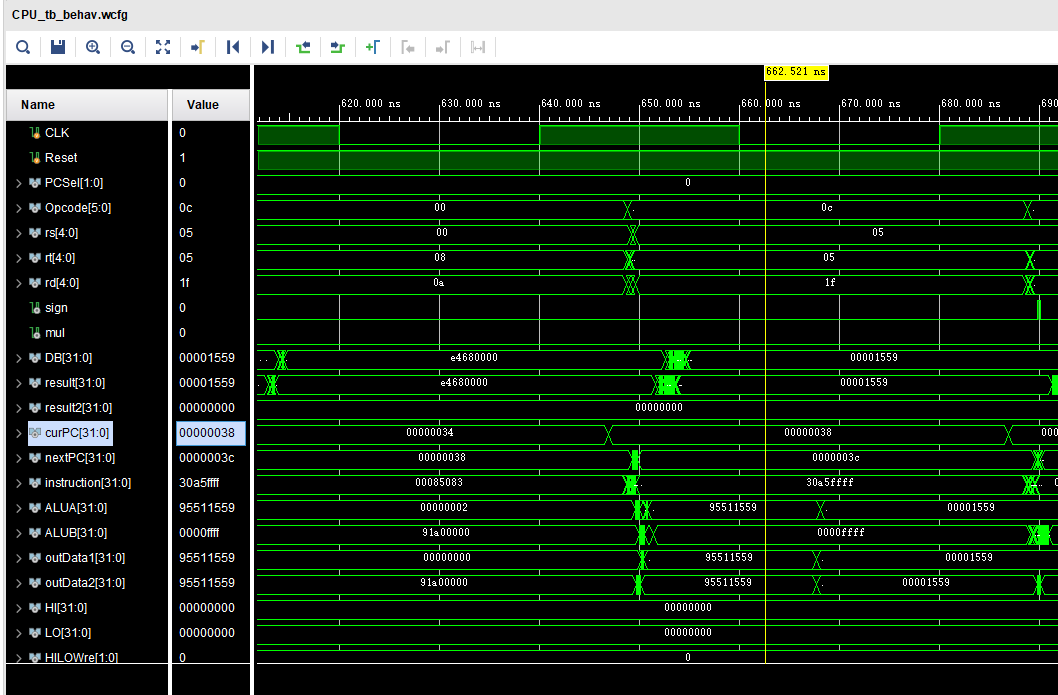 CPU_tb_behav.wcfg
662.521 ns
Name Value
620.000 ns 630.000 ns 640.000 ns 650.000 ns 660.000 ns 670.000 ns 680.000 ns 690
CLK 0
Reset 1
PCSel[1:0] 0 0
Opcode[5:0] 0c 00 0c
rs[4:0] 05 00 05
rt[4:0] 05 08 05
rd[4:0] 1f 0a 1f
sign 0
mul 0
DB[31:0] 00001559 e4680000 00001559
result[31:0] 00001559 e4680000 00001559
result2[31:0] 00000000 00000000
curPC[31:0] 00000038 00000034 00000038 000
nextPC[31:0] 0000003c 00000038 0000003c
instruction[31:0] 30a5ffff 00085083 30a5ffff 0
ALUA[31:0] 95511559 00000002 95511559 00001559
ALUB[31:0] 0000ffff 91a00000 0000ffff
outData1[31:0] 95511559 00000000 95511559 00001559
outData2[31:0] 95511559 91a00000 95511559 00001559
HI[31:0] 00000000 00000000
LO[31:0] 00000000 00000000
HILOWre[1:0] 0 0